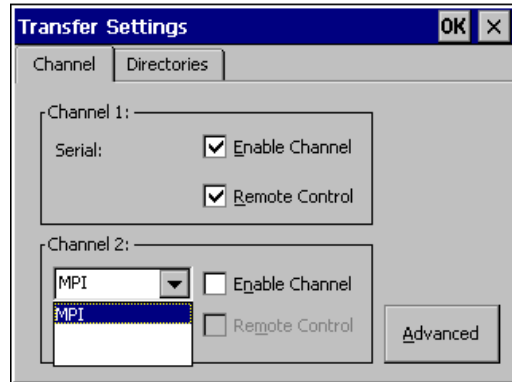 Transfer Settings OK ×
Channel Directories
Channel 1:
Serial: Enable Channel
Remote Control
Channel 2:
MPI Enable Channel
MPI
Remote Control
Advanced